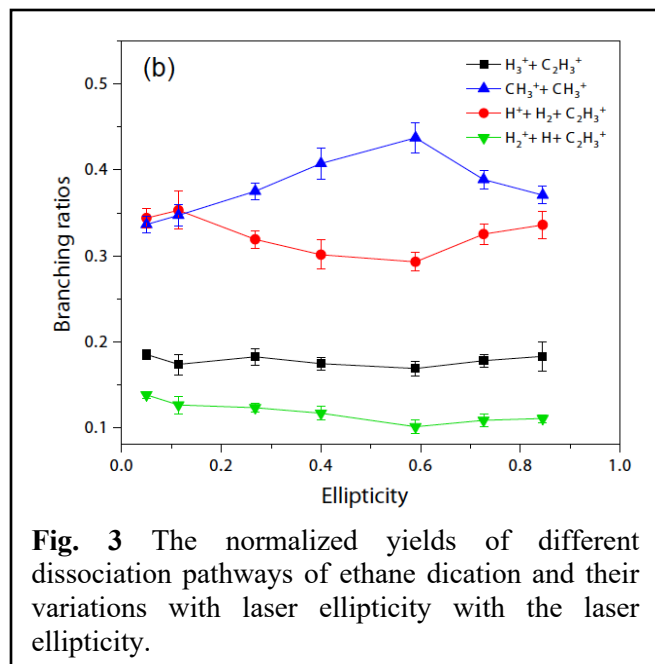 (b)
H₃⁺+ C₂H₃⁺
CH₃⁺+ CH₃⁺
H⁺+ H₂+ C₂H₃⁺
H₂⁺+ H+ C₂H₃⁺
Branching ratios
0.5
0.4
0.3
0.2
0.1
0.0 0.2 0.4 0.6 0.8 1.0
Ellipticity
Fig. 3 The normalized yields of different
dissociation pathways of ethane dication and their
variations with laser ellipticity with the laser
ellipticity.